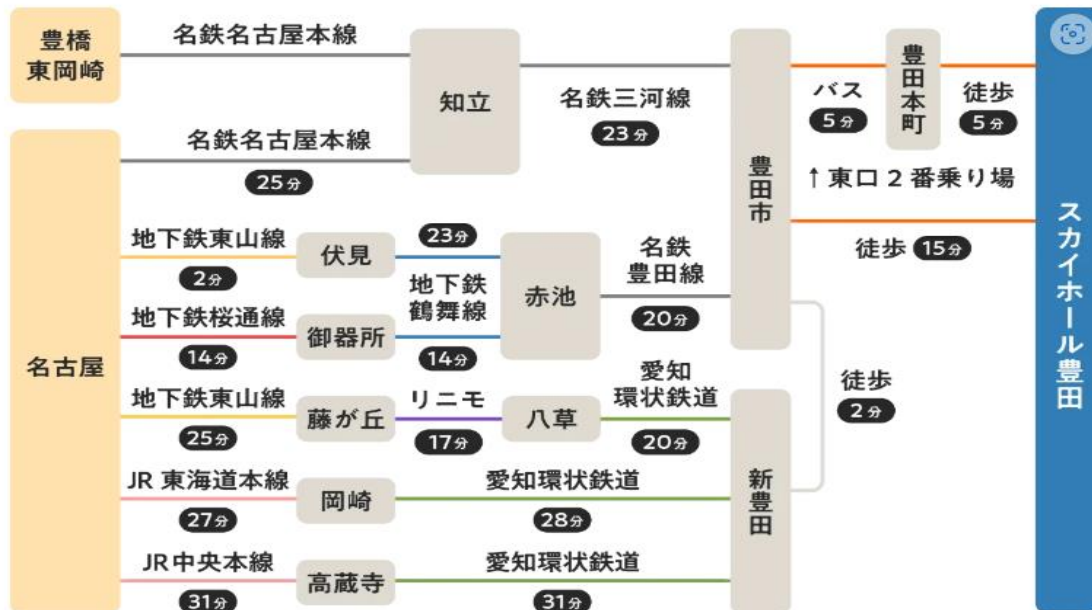 豊橋
東岡崎
名鉄名古屋本線
知立
名鉄三河線
23分
豊田市
バス
5分
豊田本町
徒歩
5分
スカイホール豊田
名古屋
名鉄名古屋本線
25分
↑東口2番乗り場
徒歩 15分
地下鉄東山線
2分
伏見
23分
地下鉄
鶴舞線
赤池
名鉄
豊田線
20分
地下鉄桜通線
14分
御器所
14分
地下鉄東山線
25分
藤が丘
リニモ
17分
八草
愛知
環状鉄道
20分
新豊田
徒歩
2分
JR東海道本線
27分
岡崎
愛知環状鉄道
28分
JR中央本線
31分
高蔵寺
愛知環状鉄道
31分